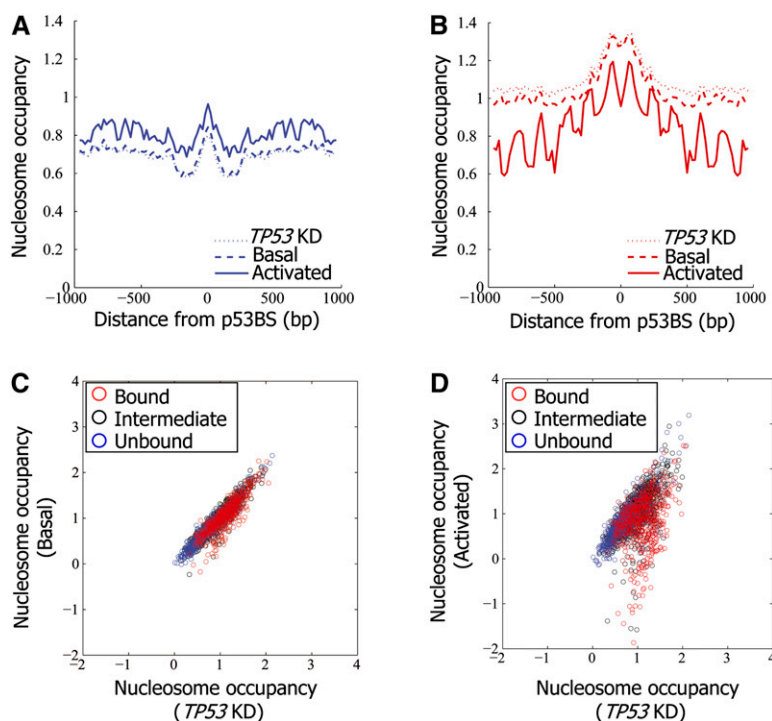 A
Nucleosome occupancy
1.4
1.2
1
0.8
0.6
0.4
0.2
0
−1000
−500
0
500
1000
TP53 KD
Basal
Activated
Distance from p53BS (bp)
B
Nucleosome occupancy
1.4
1.2
1
0.8
0.6
0.4
0.2
0
−1000
−500
0
500
1000
TP53 KD
Basal
Activated
Distance from p53BS (bp)
C
Nucleosome occupancy
(Basal)
4
3
2
1
0
−1
−2
−2
0
2
4
Bound
Intermediate
Unbound
Nucleosome occupancy
(TP53 KD)
D
Nucleosome occupancy
(Activated)
4
3
2
1
0
−1
−2
−2
−1
0
1
2
3
4
Bound
Intermediate
Unbound
Nucleosome occupancy
(TP53 KD)